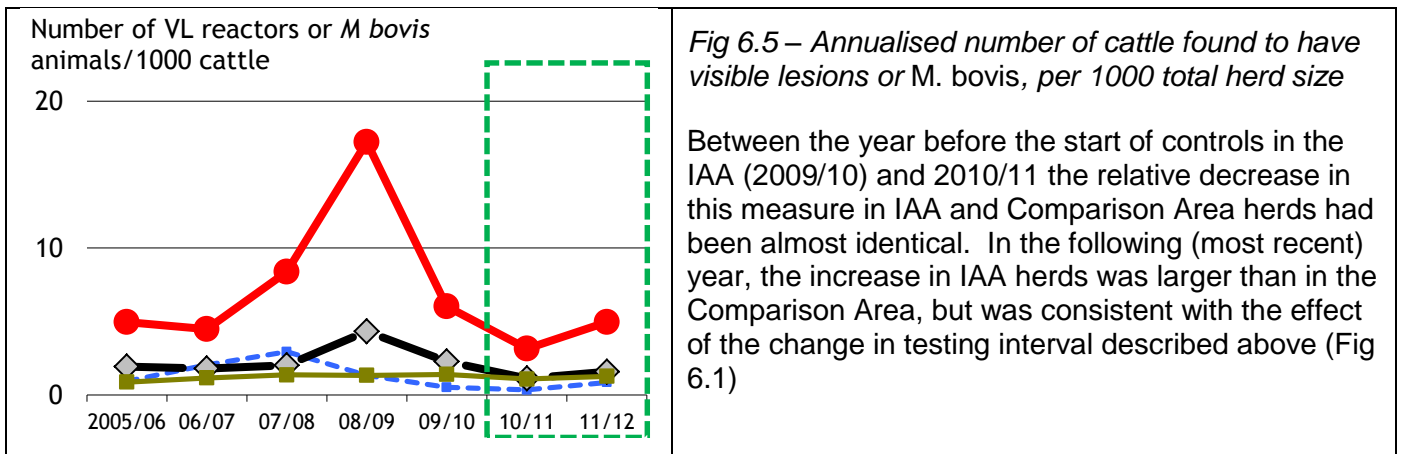 Number of VL reactors or M bovis
animals/1000 cattle
20
10
0
2005/06 06/07 07/08 08/09 09/10 10/11 11/12
Fig 6.5 – Annualised number of cattle found to have
visible lesions or M. bovis, per 1000 total herd size
Between the year before the start of controls in the
IAA (2009/10) and 2010/11 the relative decrease in
this measure in IAA and Comparison Area herds had
been almost identical. In the following (most recent)
year, the increase in IAA herds was larger than in the
Comparison Area, but was consistent with the effect
of the change in testing interval described above (Fig
6.1)